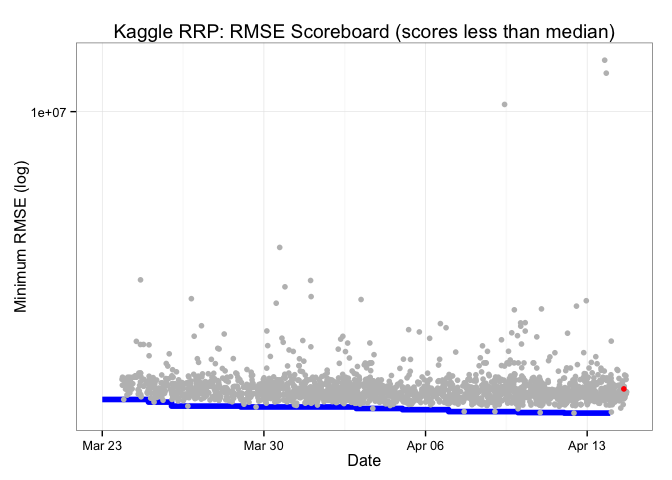 Kaggle RRP: RMSE Scoreboard (scores less than median)
1e+07
Minimum RMSE (log)
Mar 23
Mar 30
Apr 06
Apr 13
Date